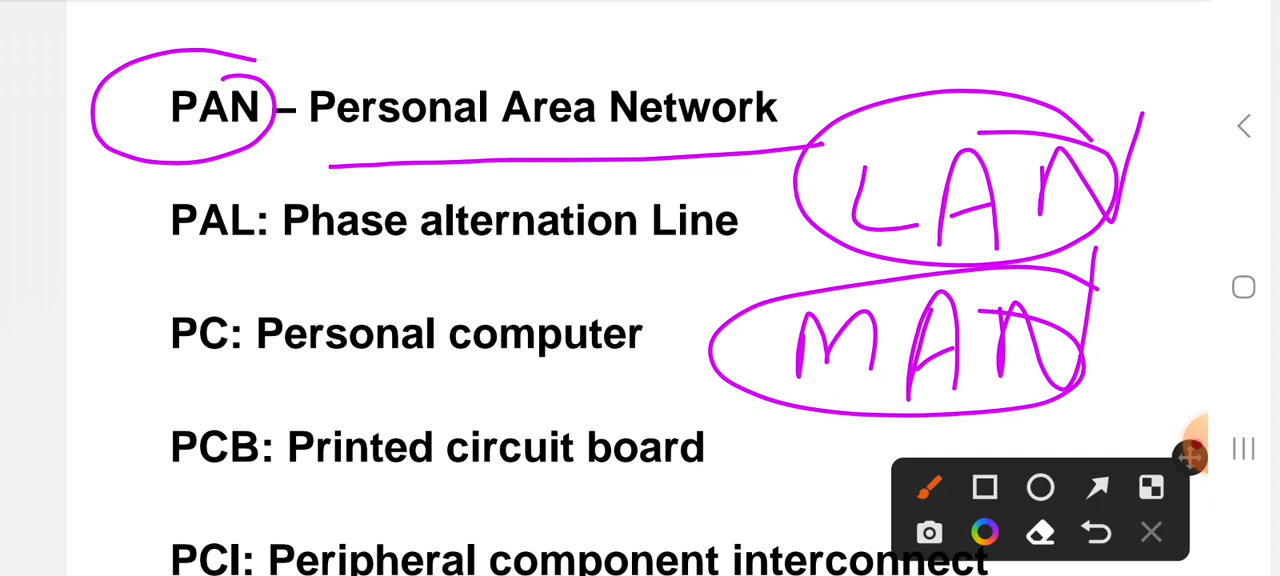 PAN – Personal Area Network
LAN
PAL: Phase alternation Line
MAN
PC: Personal computer
PCB: Printed circuit board
PCI: Peripheral component interconnect